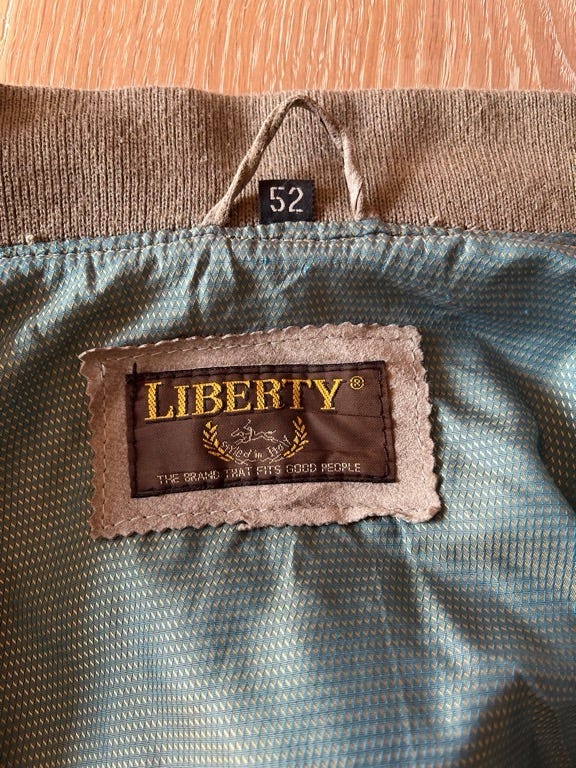 52
LIBERTY®
Styled in Italy
THE BRAND THAT FITS GOOD PEOPLE